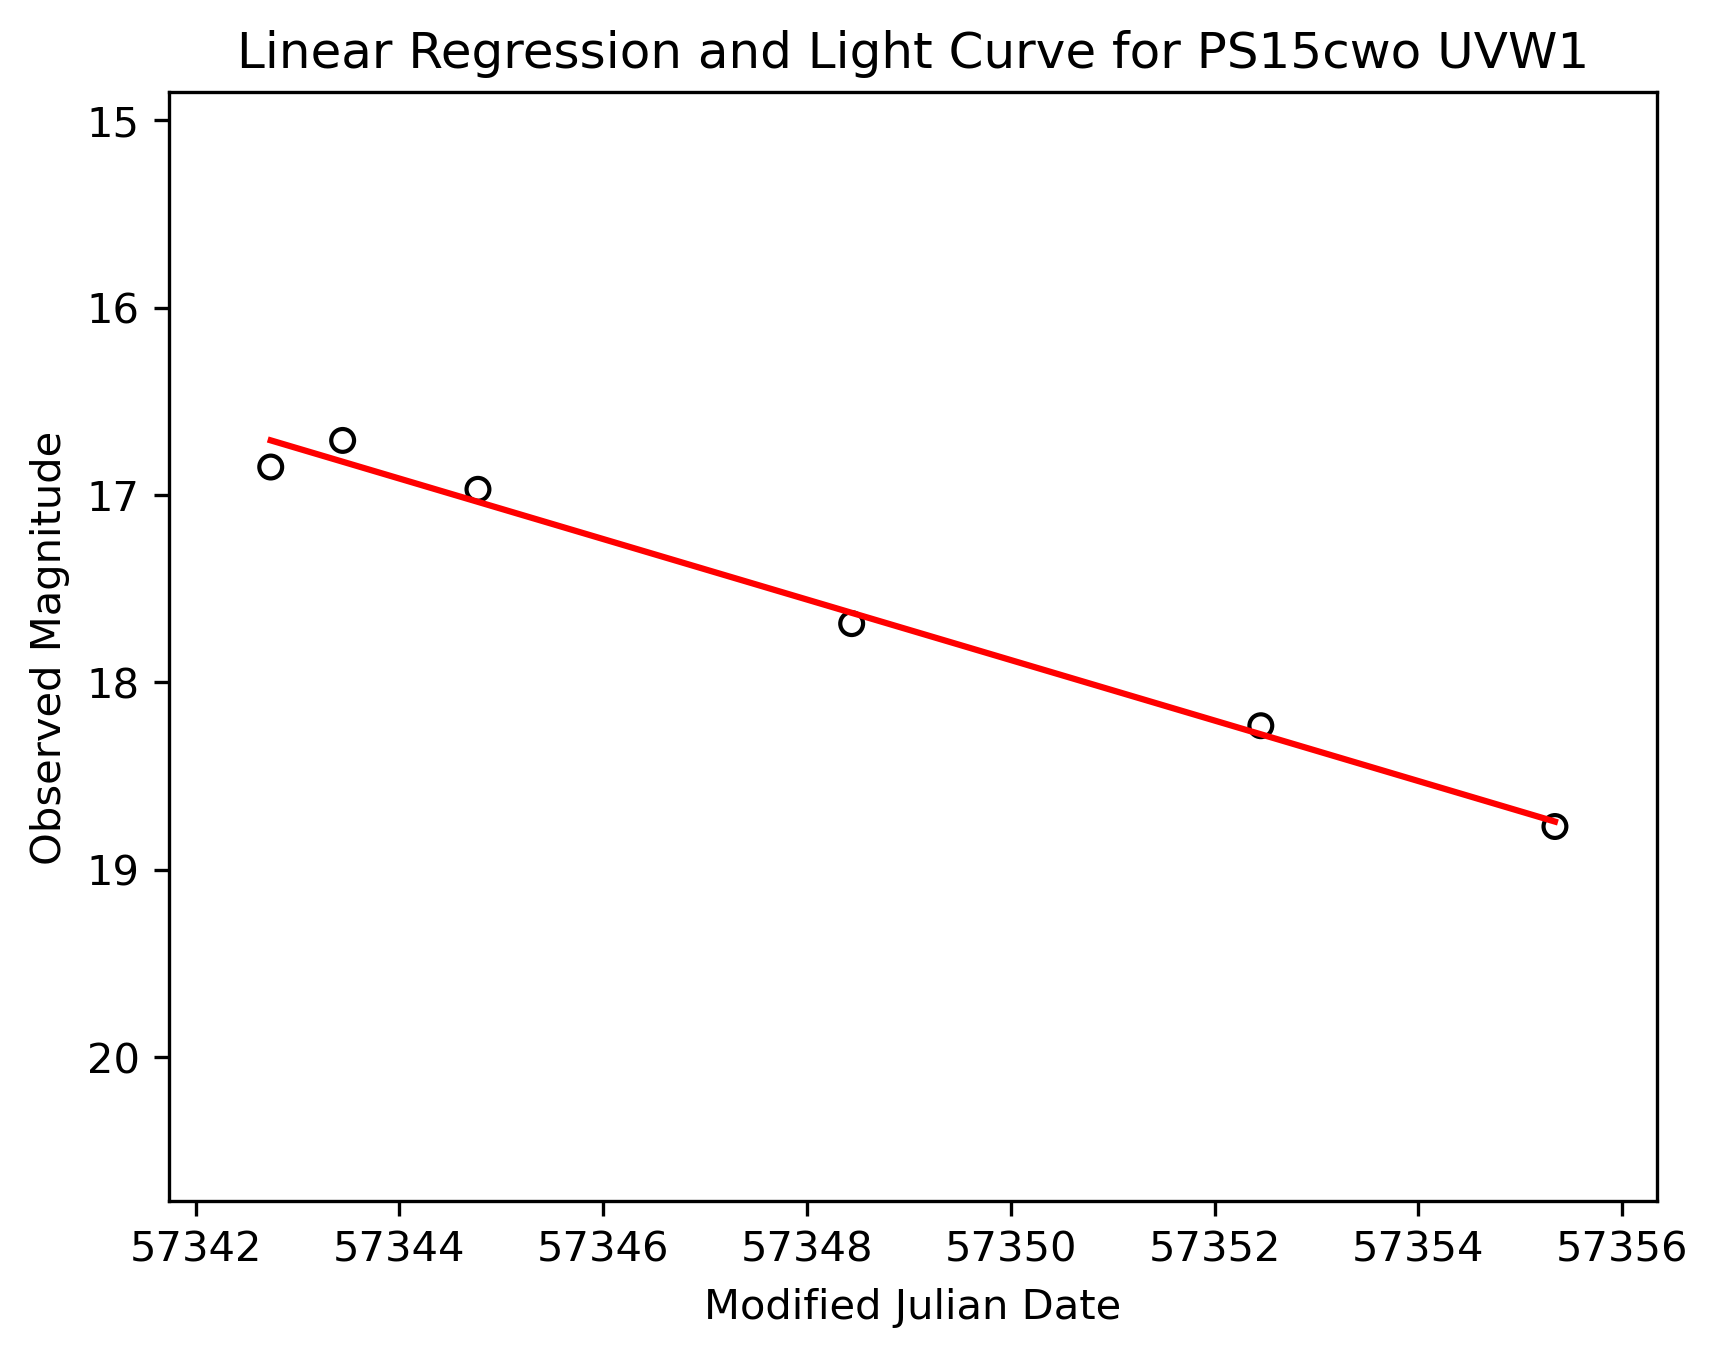 Linear Regression and Light Curve for PS15cwo UVW1
Observed Magnitude
15
16
17
18
19
20
57342 57344 57346 57348 57350 57352 57354 57356
Modified Julian Date